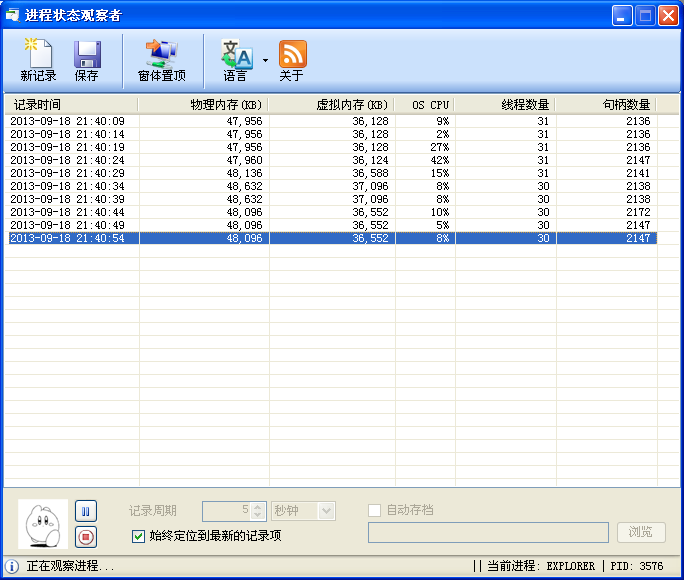 进程状态观察者
新记录 保存 窗体置顶 语言 关于
记录时间 物理内存(KB) 虚拟内存(KB) OS CPU 线程数量 句柄数量
2013-09-18 21:40:09 47,956 36,128 9% 31 2136
2013-09-18 21:40:14 47,956 36,128 2% 31 2136
2013-09-18 21:40:19 47,956 36,128 27% 31 2136
2013-09-18 21:40:24 47,960 36,124 42% 31 2147
2013-09-18 21:40:29 48,136 36,588 15% 31 2141
2013-09-18 21:40:34 48,632 37,096 8% 30 2138
2013-09-18 21:40:39 48,632 37,096 8% 30 2138
2013-09-18 21:40:44 48,096 36,552 10% 30 2172
2013-09-18 21:40:49 48,096 36,552 5% 30 2147
2013-09-18 21:40:54 48,096 36,552 8% 30 2147
记录周期 5 秒钟 自动存档
始终定位到最新的记录项 浏览
正在观察进程... || 当前进程: EXPLORER | PID: 3576